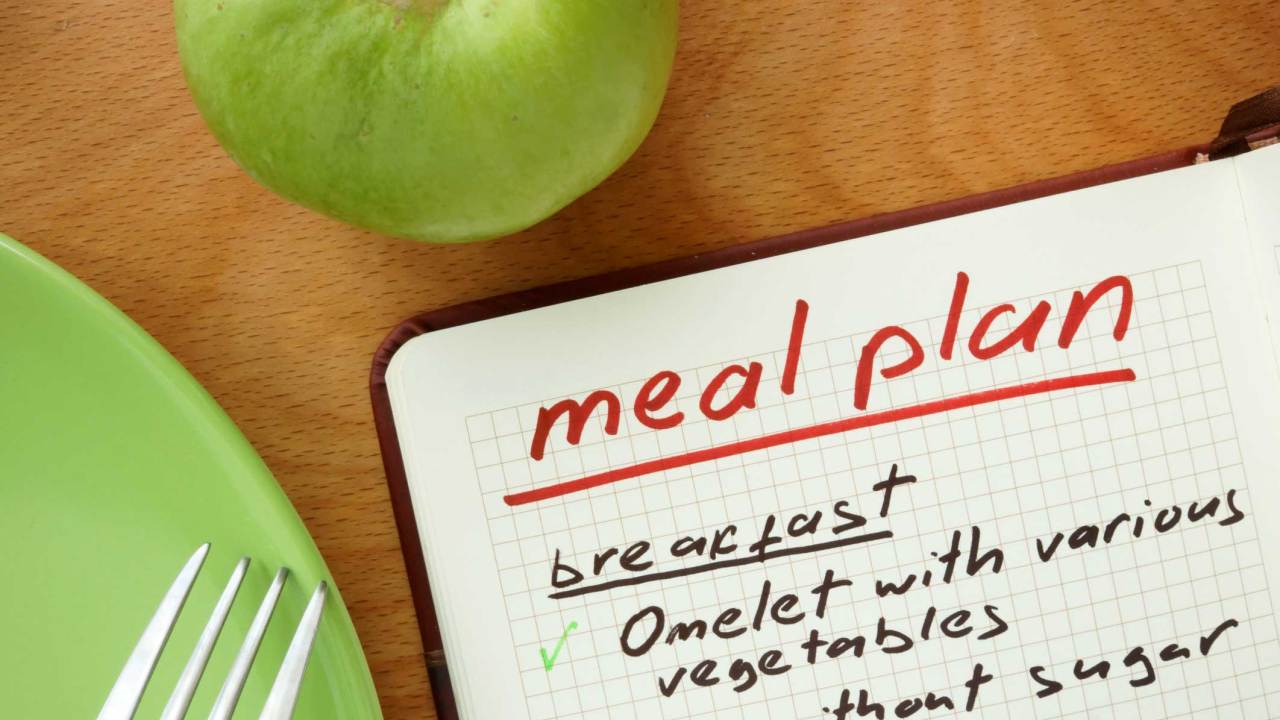 meal plan
breakfast
Omelet with various
vegetables
sugar